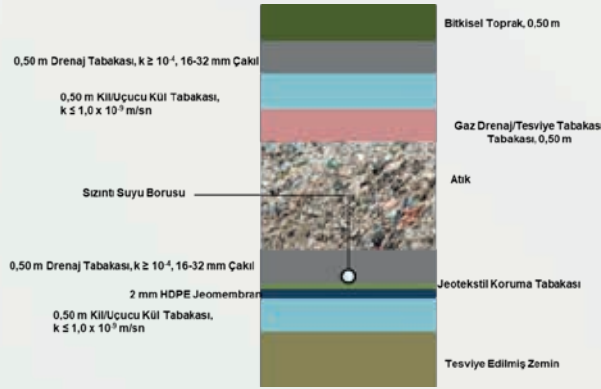 Bitkisel Toprak, 0,50 m
0,50 m Drenaj Tabakası, k ≥ 10⁻⁴, 16-32 mm Çakıl
0,50 m Kil/Uçucu Kül Tabakası,
k ≤ 1,0 x 10⁻⁹ m/sn
Gaz Drenaj/Tesviye Tabakası
Tabakası, 0,50 m
Atık
Sızıntı Suyu Borusu
0,50 m Drenaj Tabakası, k ≥ 10⁻⁴, 16-32 mm Çakıl
Jeotekstil Koruma Tabakası
2 mm HDPE Jeomembran
0,50 m Kil/Uçucu Kül Tabakası,
k ≤ 1,0 x 10⁻⁹ m/sn
Tesviye Edilmiş Zemin